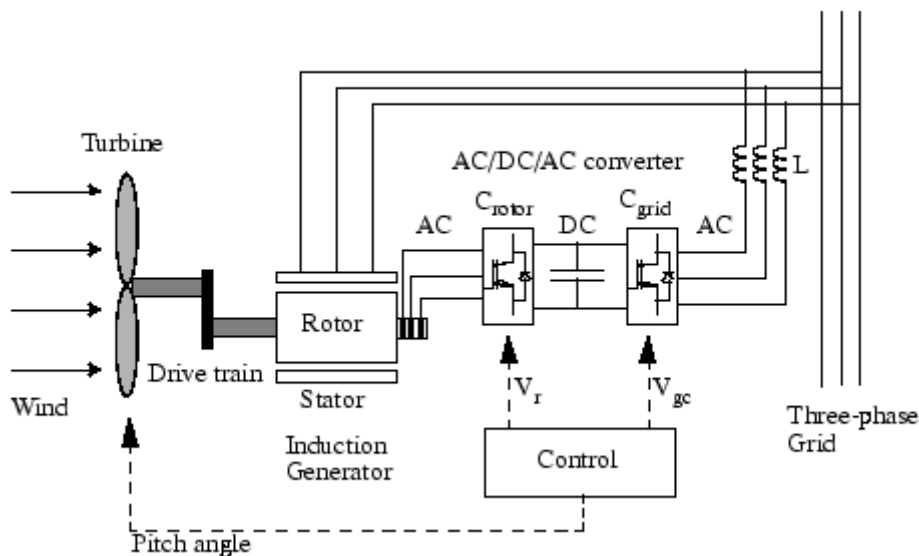 Turbine
AC/DC/AC converter
L
C_rotor
C_grid
AC
DC
AC
Rotor
Drive train
Stator
Wind
V_r
V_gc
Three-phase
Grid
Induction
Generator
Control
Pitch angle